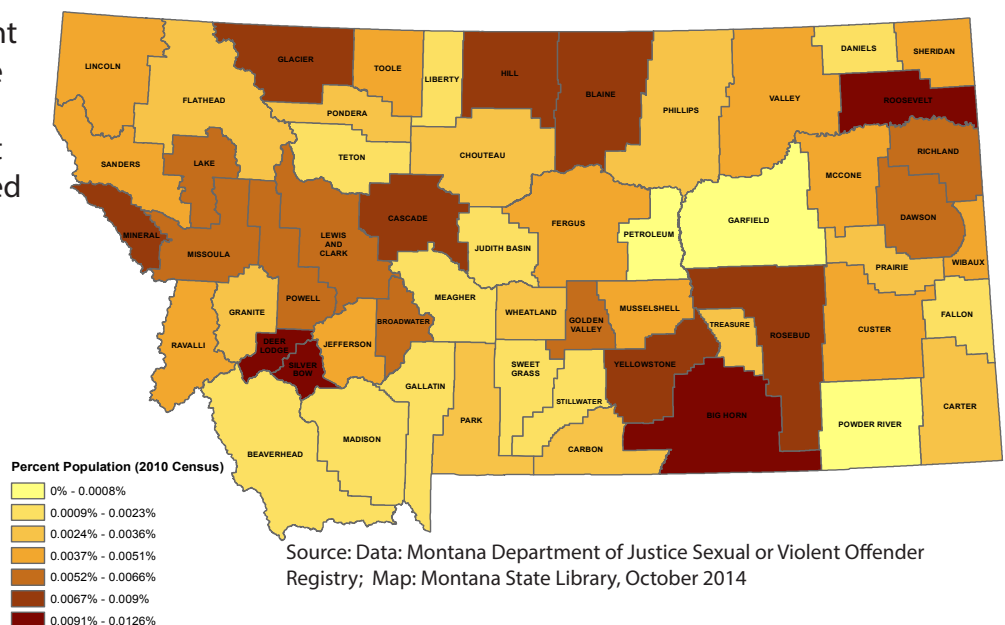 nt
e
t
ed
LINCOLN
FLATHEAD
GLACIER
TOOLE
LIBERTY
HILL
BLAINE
PHILLIPS
VALLEY
DANIELS
SHERIDAN
ROOSEVELT
PONDERA
TETON
CHOUTEAU
SANDERS
LAKE
RICHLAND
MCCONE
DAWSON
CASCADE
FERGUS
PETROLEUM
GARFIELD
MINERAL
MISSOULA
LEWIS
AND
CLARK
JUDITH BASIN
WIBAUX
PRAIRIE
POWELL
MEAGHER
GRANITE
BROADWATER
WHEATLAND
GOLDEN
VALLEY
MUSSELSHELL
TREASURE
ROSEBUD
CUSTER
FALLON
RAVALLI
DEER
LODGE
SILVER
BOW
JEFFERSON
GALLATIN
SWEET
GRASS
STILLWATER
YELLOWSTONE
BIG HORN
CARTER
POWDER RIVER
PARK
CARBON
MADISON
BEAVERHEAD
Percent Population (2010 Census)
0% - 0.0008%
0.0009% - 0.0023%
0.0024% - 0.0036%
0.0037% - 0.0051%
0.0052% - 0.0066%
0.0067% - 0.009%
0.0091% - 0.0126%
Source: Data: Montana Department of Justice Sexual or Violent Offender
Registry; Map: Montana State Library, October 2014